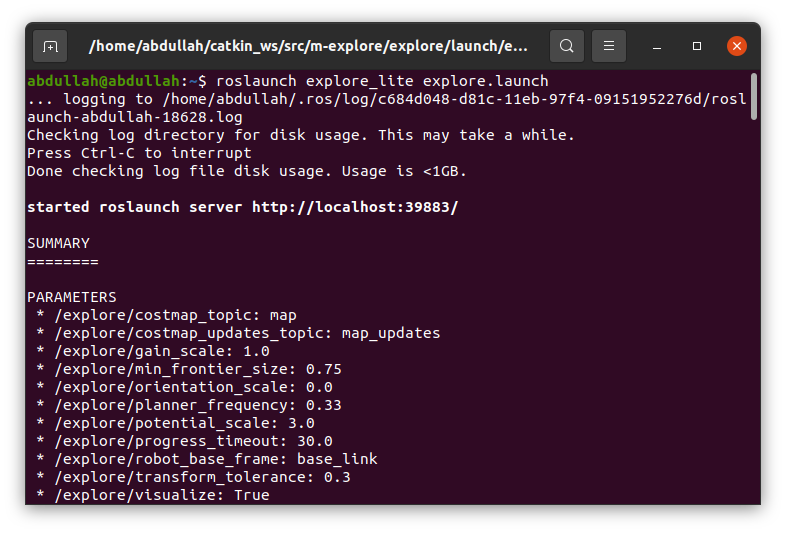 /home/abdullah/catkin_ws/src/m-explore/explore/launch/e...
abdullah@abdullah:~$ roslaunch explore_lite explore.launch
... logging to /home/abdullah/.ros/log/c684d048-d81c-11eb-97f4-09151952276d/rosl
aunch-abdullah-18628.log
Checking log directory for disk usage. This may take a while.
Press Ctrl-C to interrupt
Done checking log file disk usage. Usage is <1GB.
started roslaunch server http://localhost:39883/
SUMMARY
========
PARAMETERS
* /explore/costmap_topic: map
* /explore/costmap_updates_topic: map_updates
* /explore/gain_scale: 1.0
* /explore/min_frontier_size: 0.75
* /explore/orientation_scale: 0.0
* /explore/planner_frequency: 0.33
* /explore/potential_scale: 3.0
* /explore/progress_timeout: 30.0
* /explore/robot_base_frame: base_link
* /explore/transform_tolerance: 0.3
* /explore/visualize: True